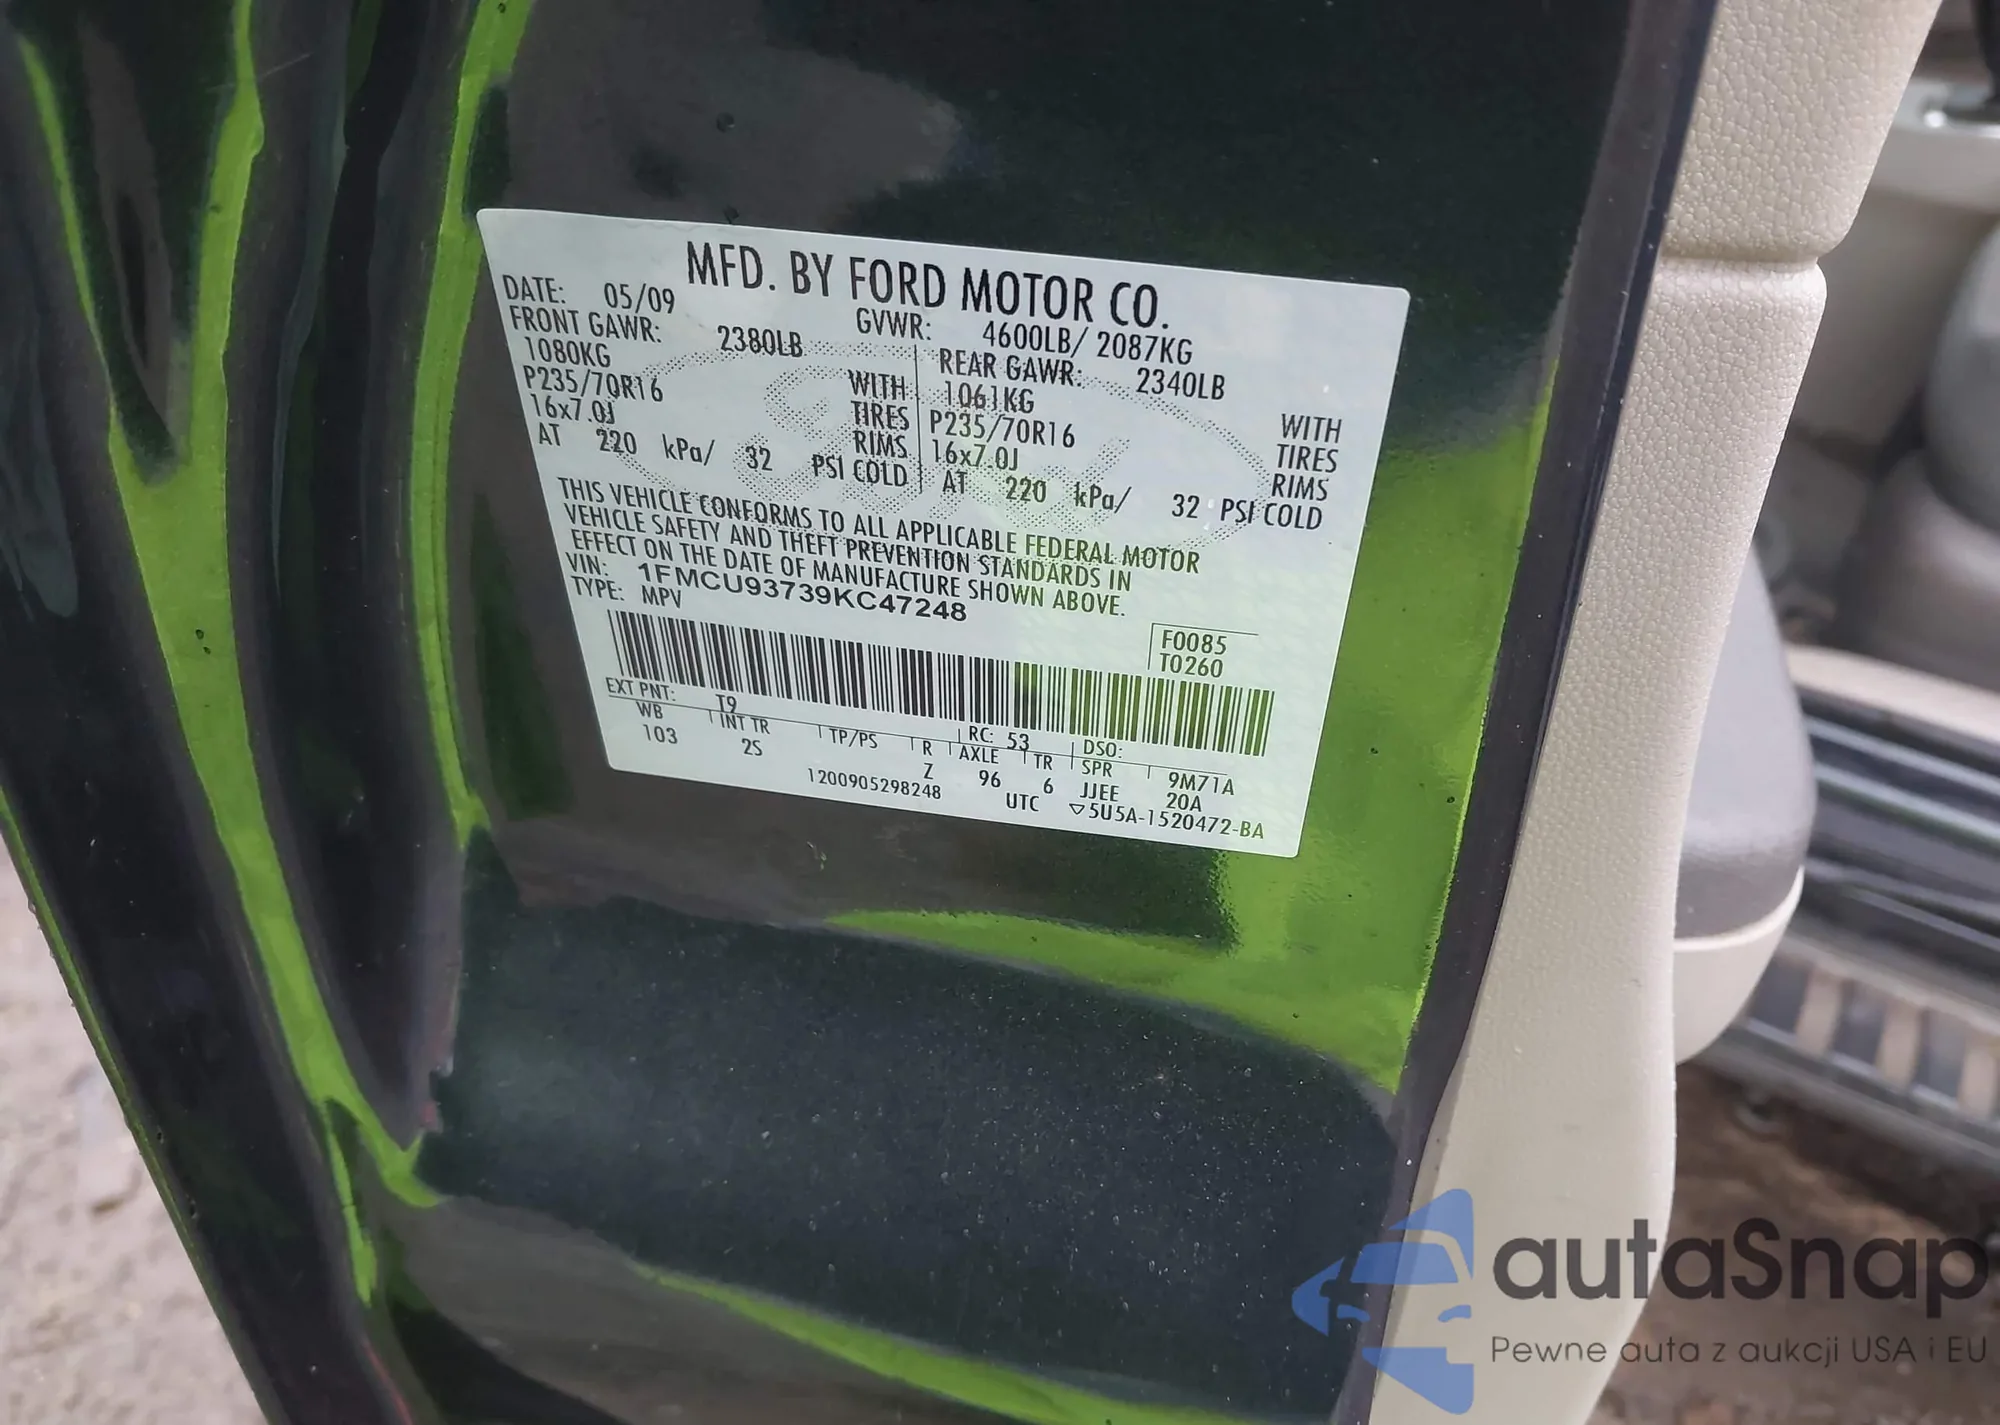 MFD. BY FORD MOTOR CO.
DATE: 05/09 GVWR: 4600LB/ 2087KG
FRONT GAWR: 2380LB REAR GAWR: 2340LB
1080KG WITH 1061KG WITH
P235/70R16 TIRES P235/70R16 TIRES
16x7.0J RIMS 16x7.0J RIMS
AT 220 kPa/ 32 PSI COLD AT 220 kPa/ 32 PSI COLD
THIS VEHICLE CONFORMS TO ALL APPLICABLE FEDERAL MOTOR
VEHICLE SAFETY AND THEFT PREVENTION STANDARDS IN
EFFECT ON THE DATE OF MANUFACTURE SHOWN ABOVE.
VIN: 1FMCU93739KC47248
TYPE: MPV
F0085
T0260
EXT PNT: T9 RC: 53 DSO:
WB INT TR TP/PS R AXLE TR SPR 9M71A
103 2S Z 96 6 JJEE 20A
1200905298248 UTC ▽5U5A-1520472-BA
autaSnap
Pewne auta z aukcji USA i EU